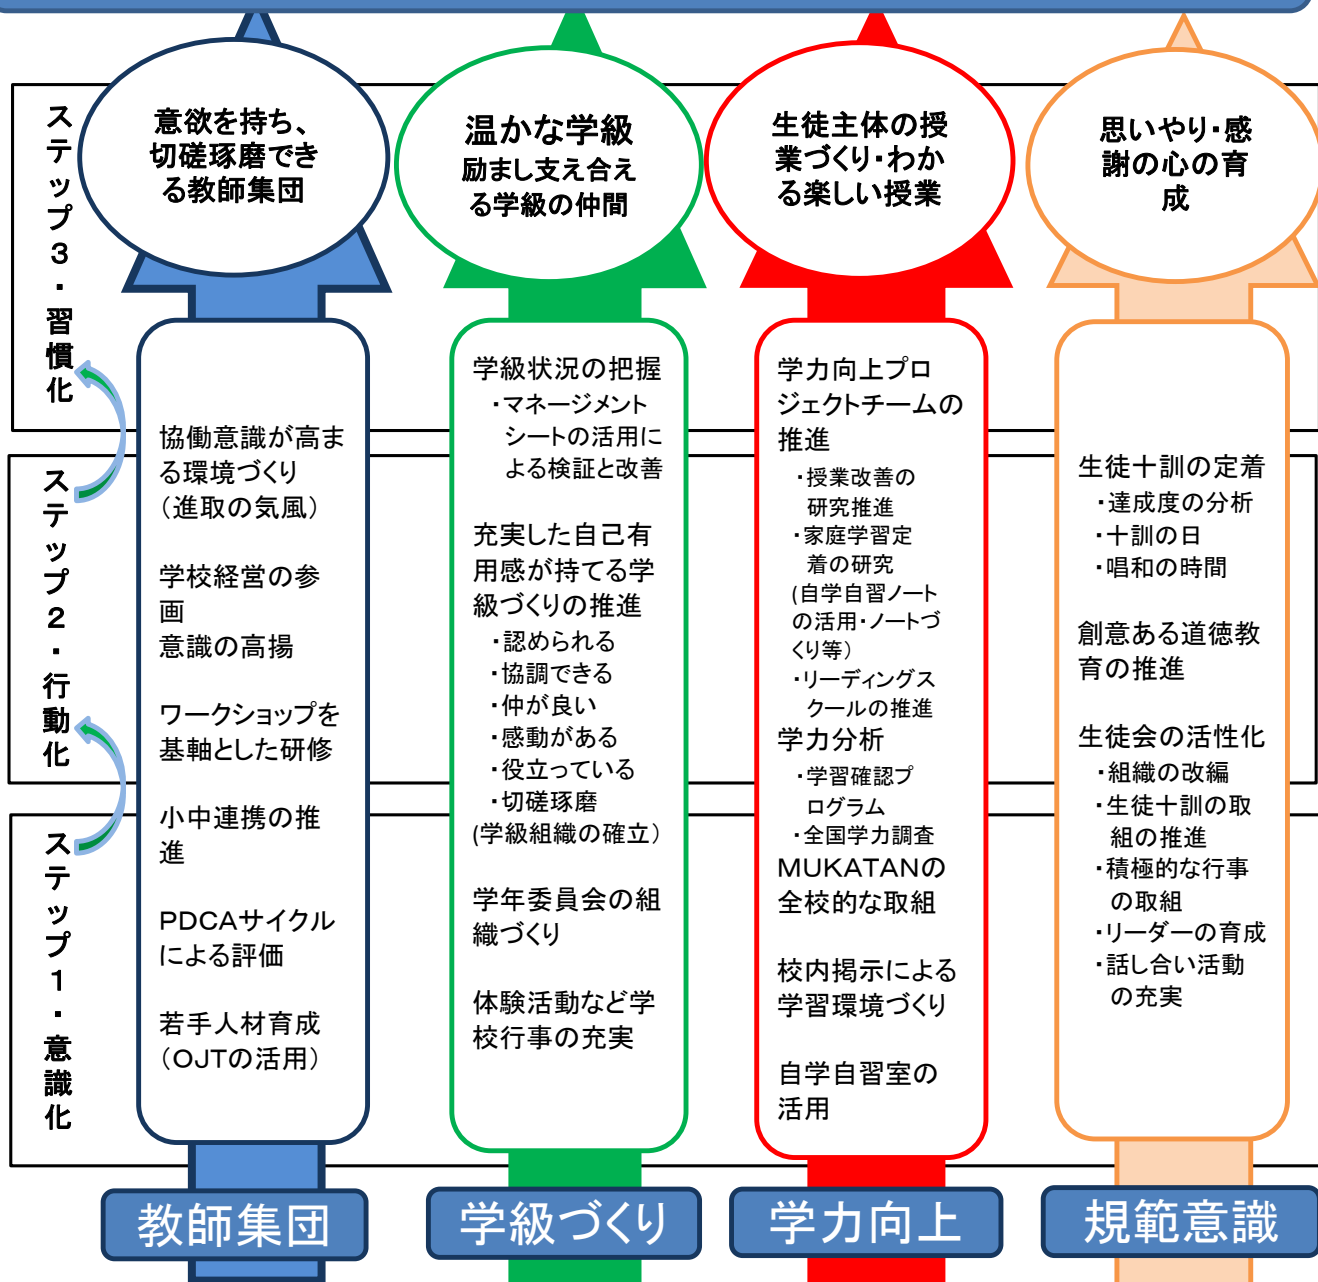 ステップ3・習慣化
ステップ2・行動化
ステップ1・意識化
意欲を持ち、
切磋琢磨でき
る教師集団
協働意識が高ま
る環境づくり
（進取の気風）
学校経営の参
画
意識の高揚
ワークショップを
基軸とした研修
小中連携の推
進
PDCAサイクル
による評価
若手人材育成
（OJTの活用）
教師集団
温かな学級
励まし支え合え
る学級の仲間
学級状況の把握
・マネージメント
シートの活用に
よる検証と改善
充実した自己有
用感が持てる学
級づくりの推進
・認められる
・協調できる
・仲が良い
・感動がある
・役立っている
・切磋琢磨
(学級組織の確立）
学年委員会の組
織づくり
体験活動など学
校行事の充実
学級づくり
生徒主体の授
業づくり・わか
る楽しい授業
学力向上プロ
ジェクトチームの
推進
・授業改善の
研究推進
・家庭学習定
着の研究
(自学自習ノート
の活用・ノートづ
くり等）
・リーディングス
クールの推進
学力分析
・学習確認プ
ログラム
・全国学力調査
MUKATANの
全校的な取組
校内掲示による
学習環境づくり
自学自習室の
活用
学力向上
思いやり・感
謝の心の育
成
生徒十訓の定着
・達成度の分析
・十訓の日
・唱和の時間
創意ある道徳教
育の推進
生徒会の活性化
・組織の改編
・生徒十訓の取
組の推進
・積極的な行事
の取組
・リーダーの育成
・話し合い活動
の充実
規範意識